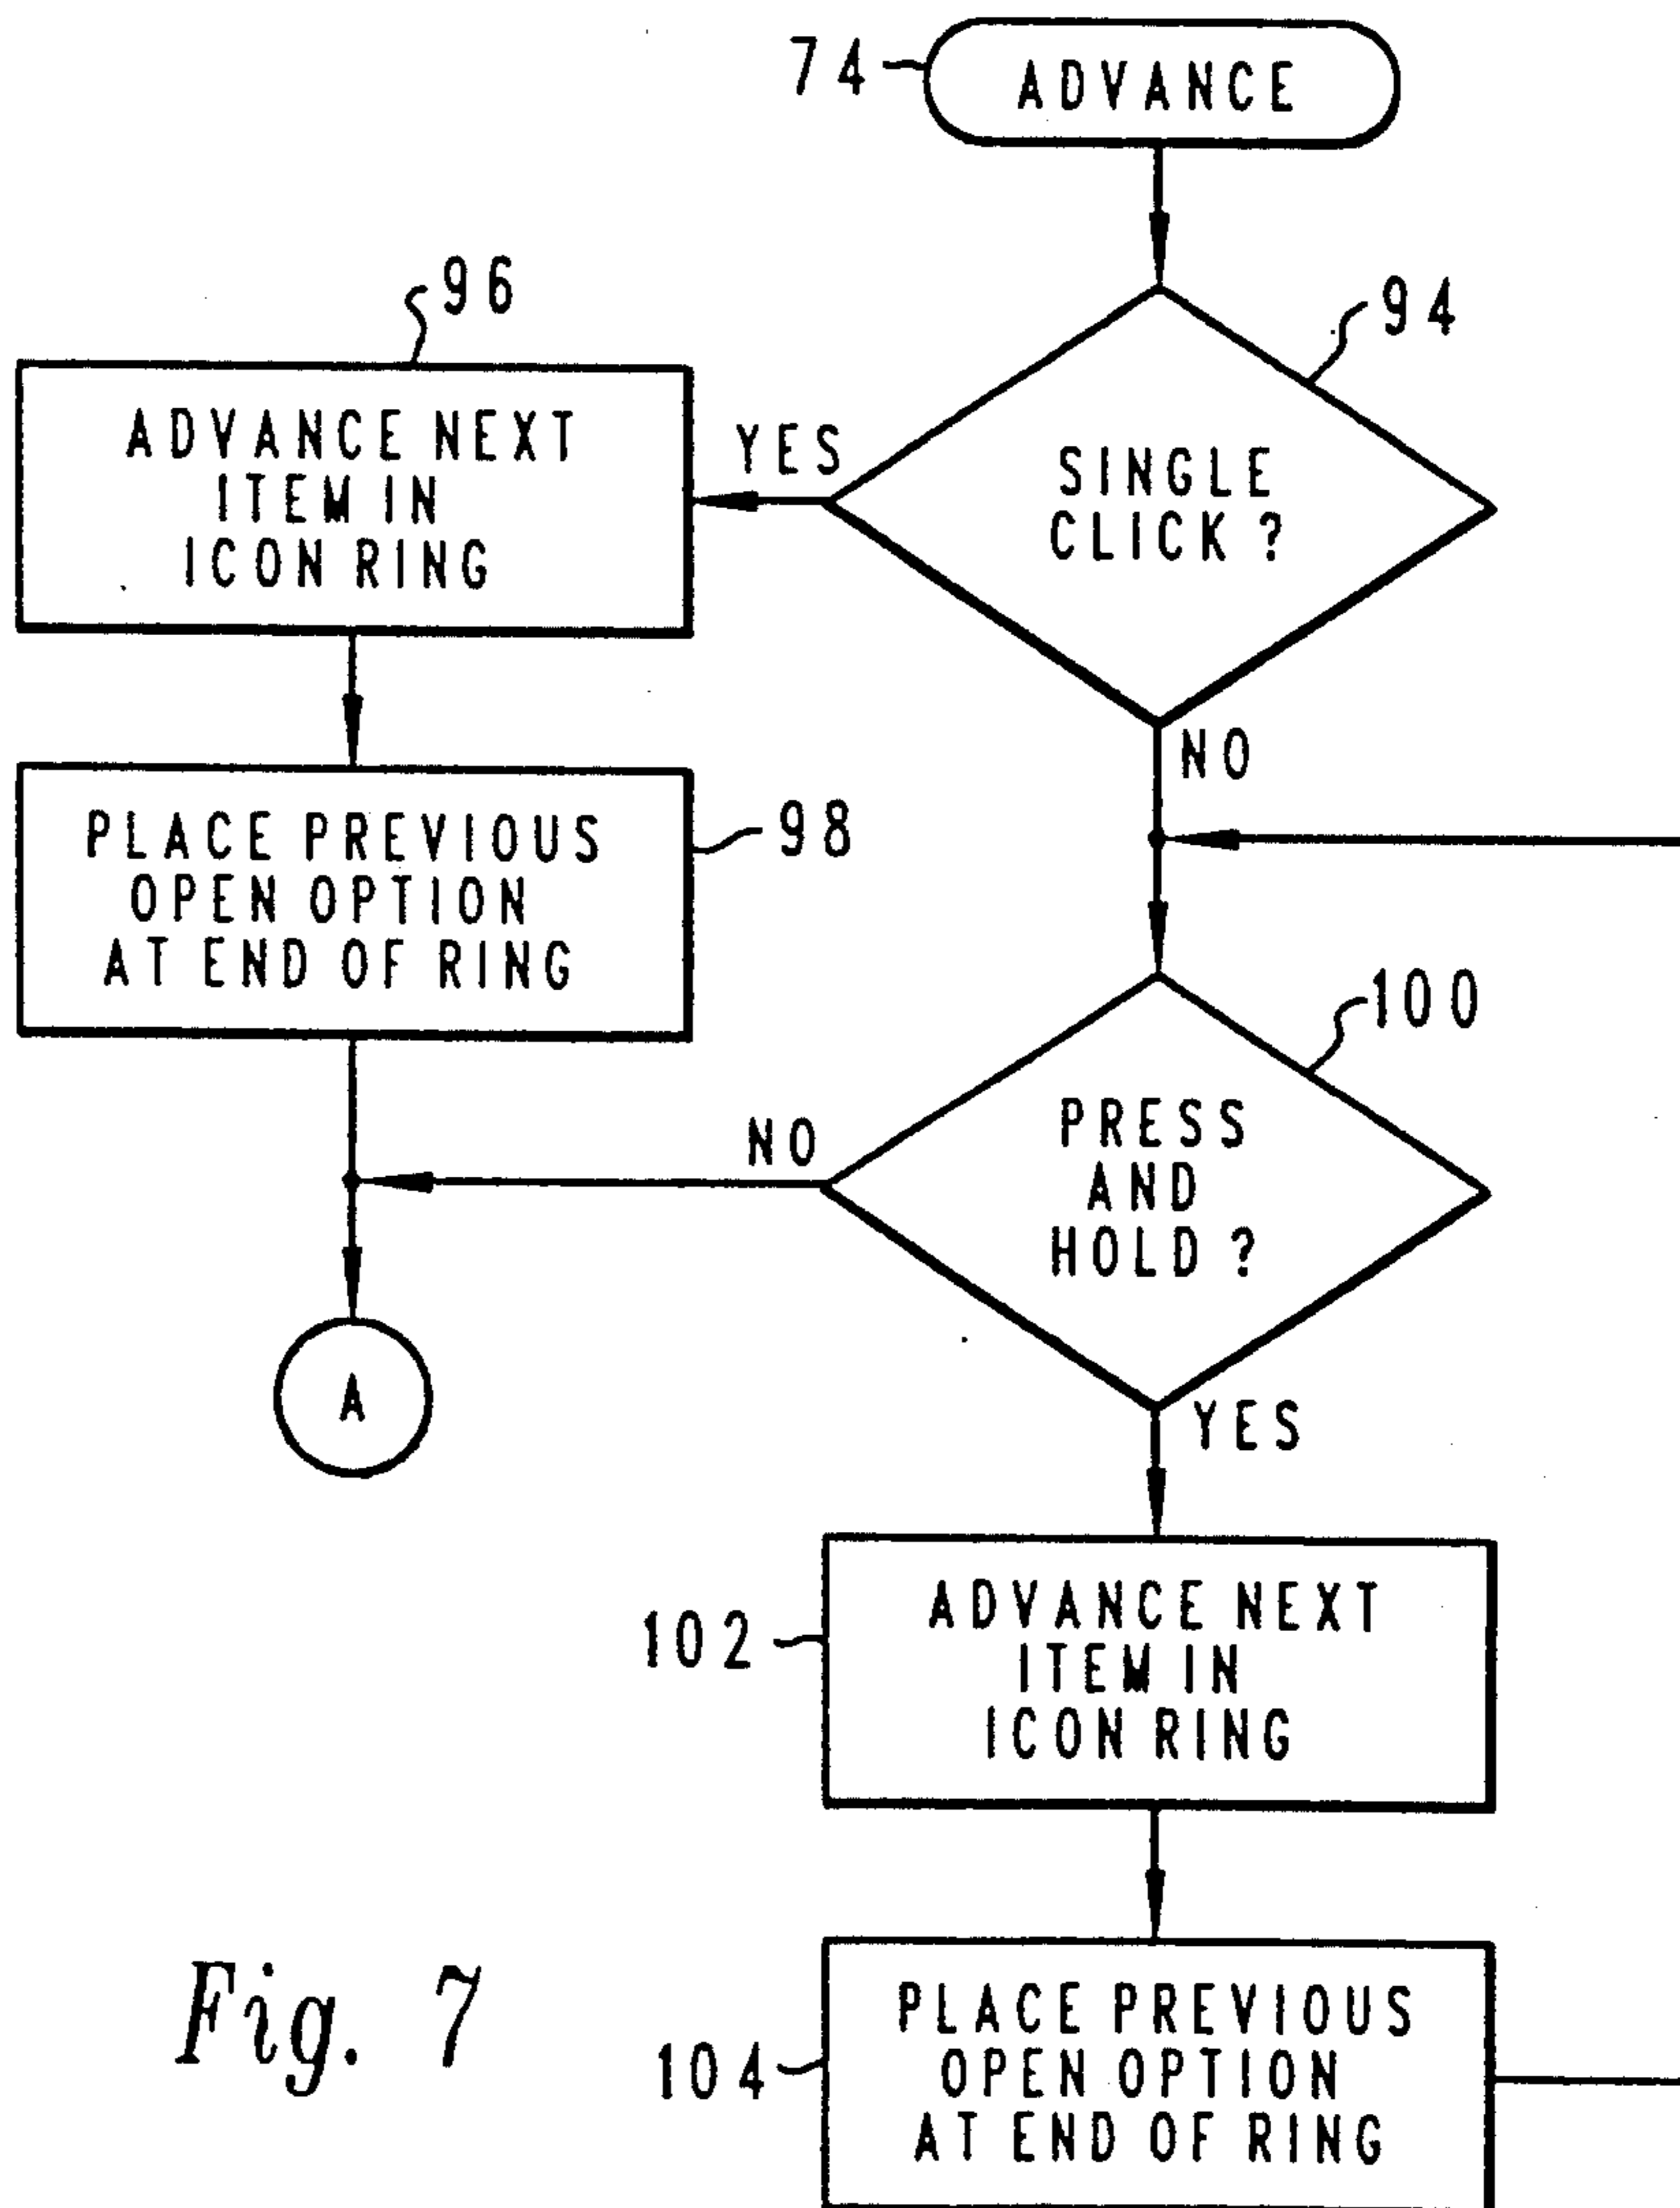 74
ADVANCE
94
SINGLE
CLICK?
YES
96
ADVANCE NEXT
ITEM IN
ICON RING
NO
98
PLACE PREVIOUS
OPEN OPTION
AT END OF RING
100
PRESS
AND
HOLD?
NO
A
YES
102
ADVANCE NEXT
ITEM IN
ICON RING
104
PLACE PREVIOUS
OPEN OPTION
AT END OF RING
Fig. 7